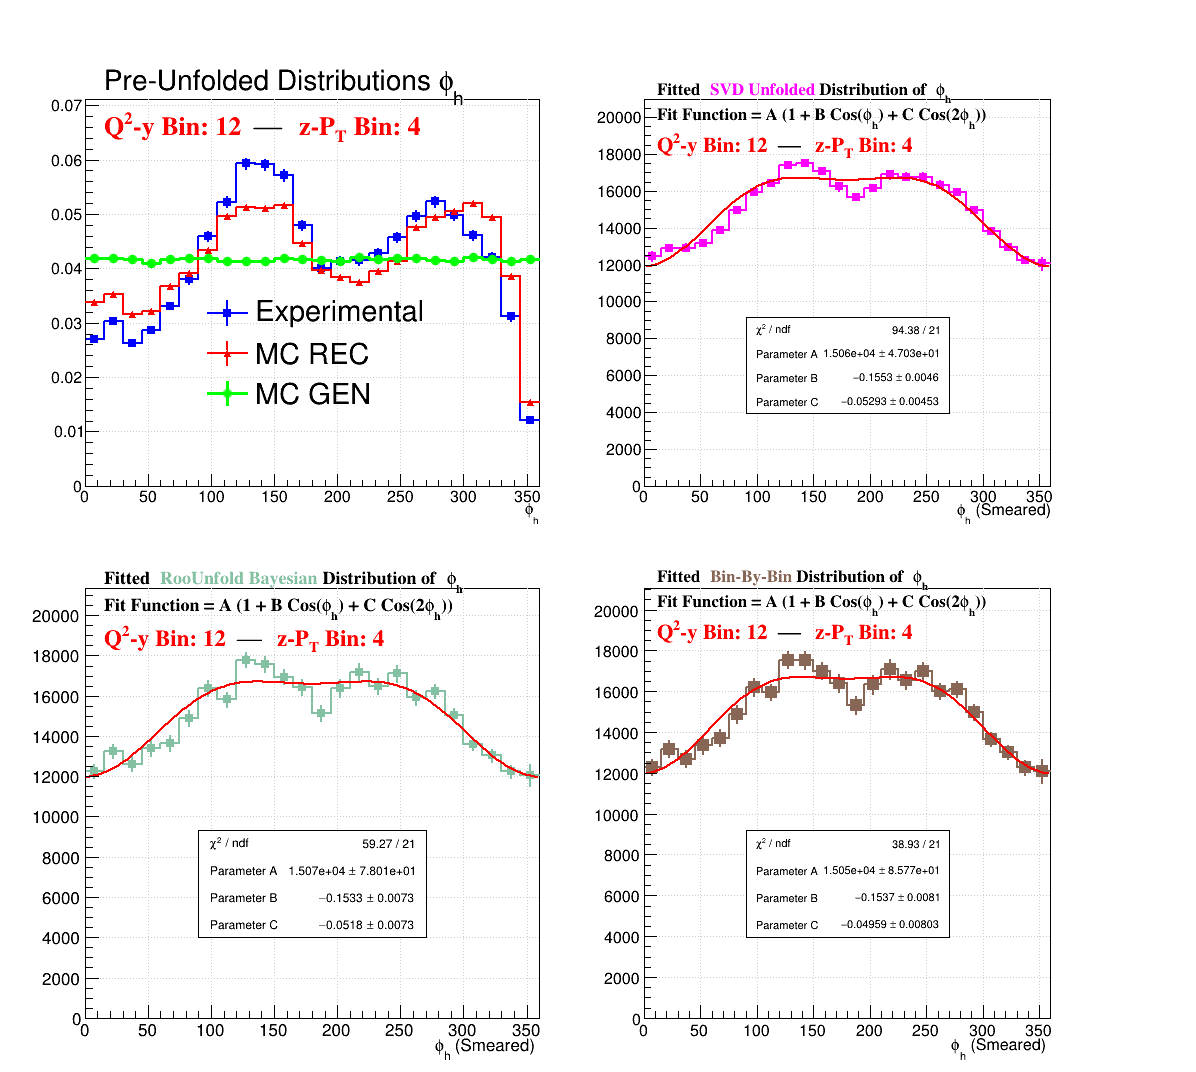 Pre-Unfolded Distributions ϕh
Q²-y Bin: 12 — z-PT Bin: 4
0.07
0.06
0.05
0.04
0.03
0.02
0.01
0
Experimental
MC REC
MC GEN
0 50 100 150 200 250 300 350
ϕh
Fitted SVD Unfolded Distribution of ϕh
Fit Function = A (1 + B Cos(ϕh) + C Cos(2ϕh))
Q²-y Bin: 12 — z-PT Bin: 4
20000
18000
16000
14000
12000
10000
8000
6000
4000
2000
0
χ² / ndf 94.38 / 21
Parameter A 1.506e+04 ± 4.703e+01
Parameter B −0.1553 ± 0.0046
Parameter C −0.05293 ± 0.00453
0 50 100 150 200 250 300 350
ϕh (Smeared)
Fitted RooUnfold Bayesian Distribution of ϕh
Fit Function = A (1 + B Cos(ϕh) + C Cos(2ϕh))
Q²-y Bin: 12 — z-PT Bin: 4
20000
18000
16000
14000
12000
10000
8000
6000
4000
2000
0
χ² / ndf 59.27 / 21
Parameter A 1.507e+04 ± 7.801e+01
Parameter B −0.1533 ± 0.0073
Parameter C −0.0518 ± 0.0073
0 50 100 150 200 250 300 350
ϕh (Smeared)
Fitted Bin-By-Bin Distribution of ϕh
Fit Function = A (1 + B Cos(ϕh) + C Cos(2ϕh))
Q²-y Bin: 12 — z-PT Bin: 4
20000
18000
16000
14000
12000
10000
8000
6000
4000
2000
0
χ² / ndf 38.93 / 21
Parameter A 1.505e+04 ± 8.577e+01
Parameter B −0.1537 ± 0.0081
Parameter C −0.04959 ± 0.00803
0 50 100 150 200 250 300 350
ϕh (Smeared)